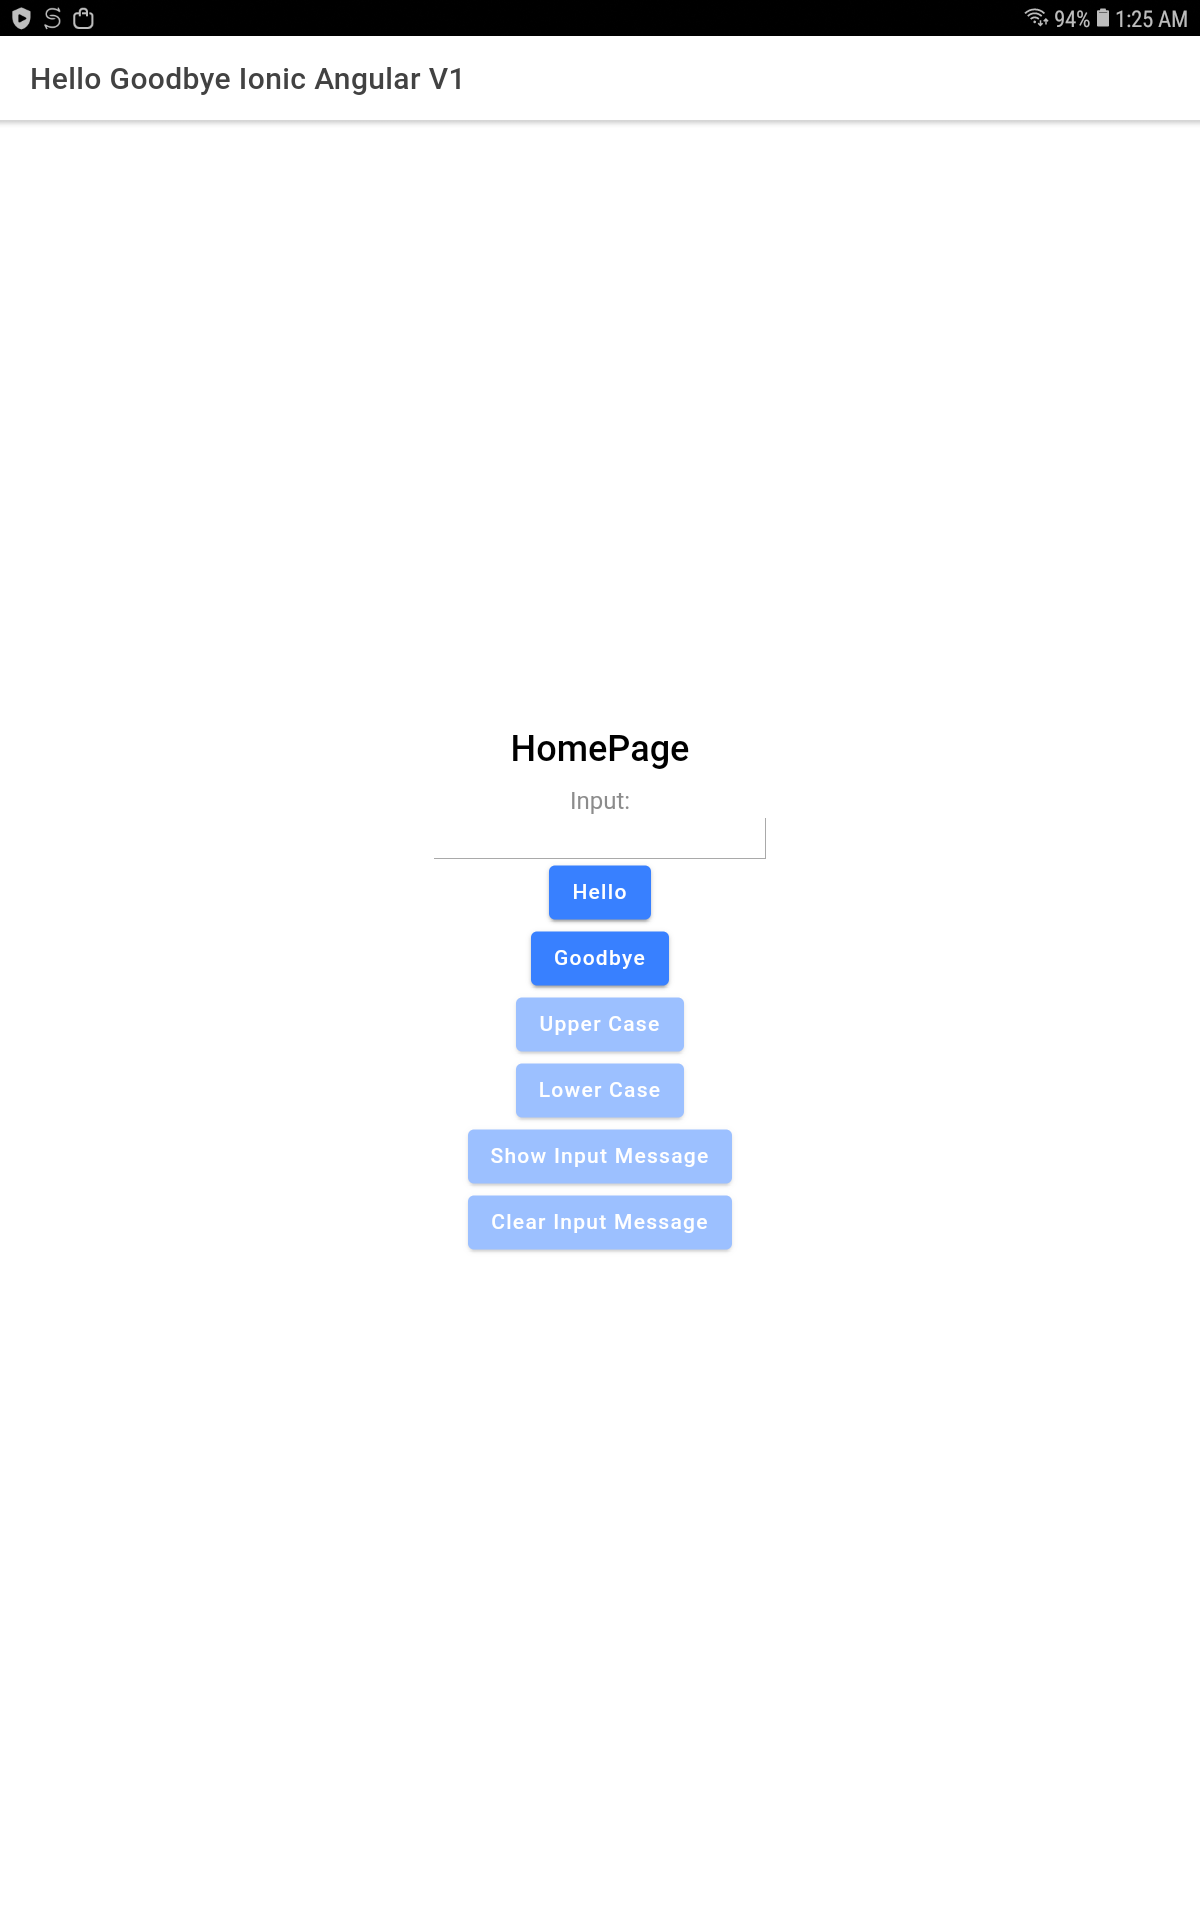 94% 1:25 AM
Hello Goodbye Ionic Angular V1
HomePage
Input:
Hello
Goodbye
Upper Case
Lower Case
Show Input Message
Clear Input Message